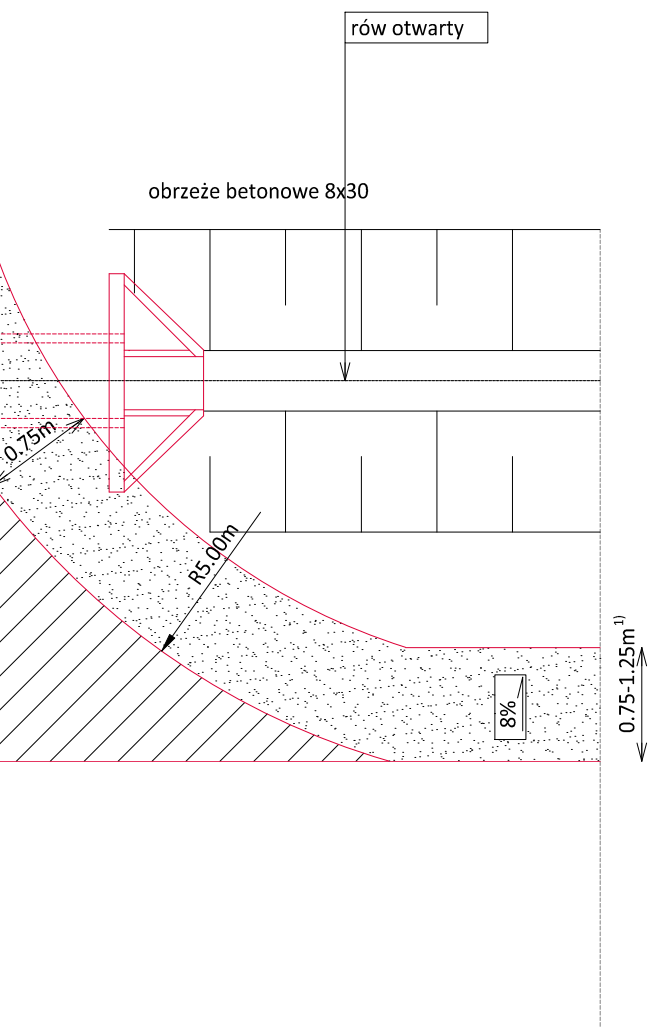 rów otwarty
obrzeże betonowe 8x30
0.75m
R5.00m
8%
0.75-1.25m¹⁾